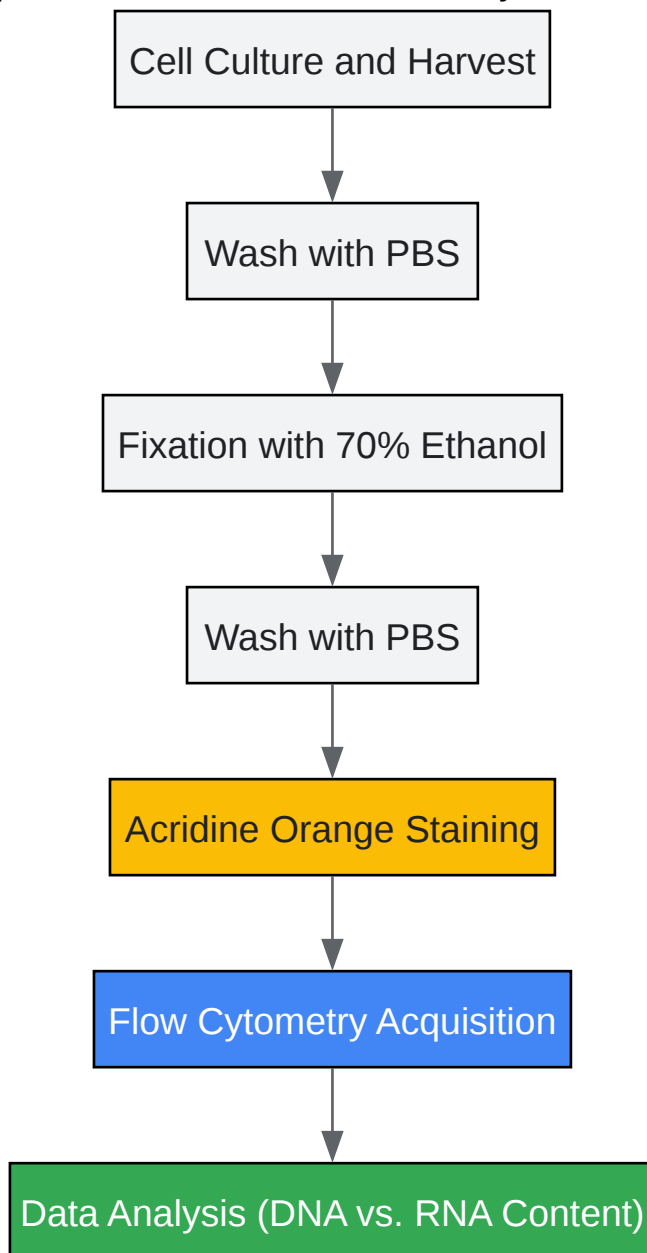 Cell Culture and Harvest
Wash with PBS
Fixation with 70% Ethanol
Wash with PBS
Acridine Orange Staining
Flow Cytometry Acquisition
Data Analysis (DNA vs. RNA Content)